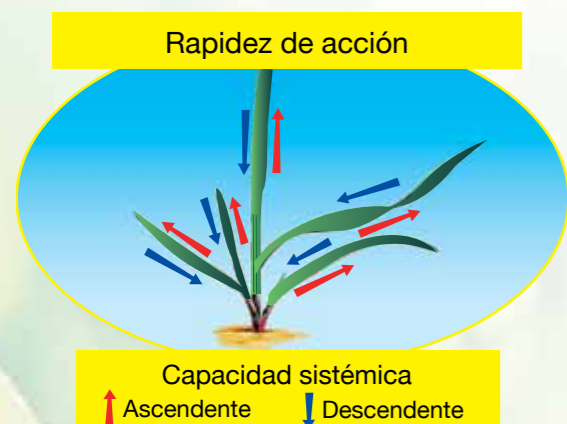 Rapidez de acción
Capacidad sistémica
Ascendente Descendente